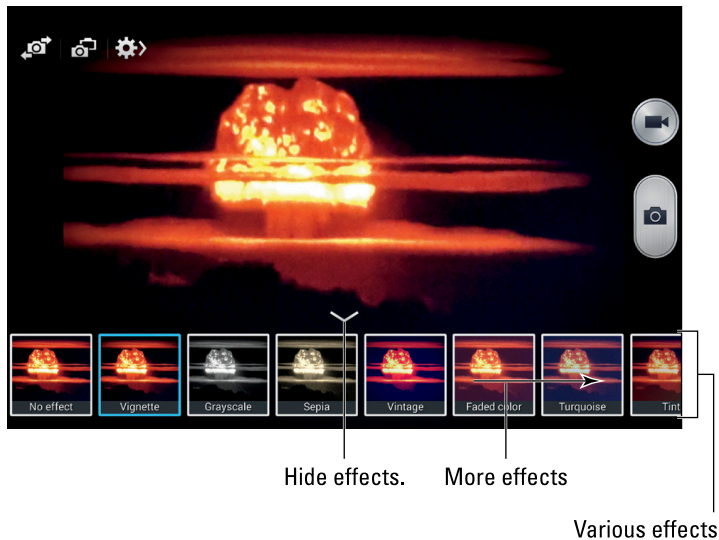 No effect
Vignette
Grayscale
Sepia
Vintage
Faded color
Turquoise
Tint
Hide effects.
More effects
Various effects